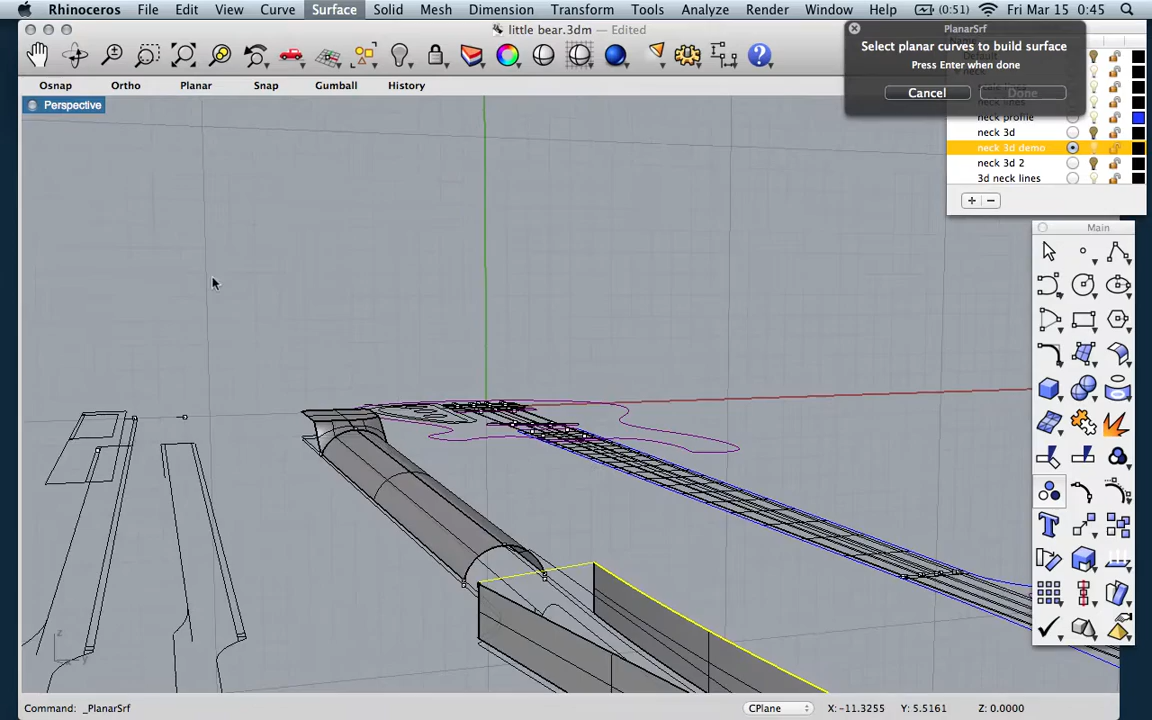 Rhinoceros File Edit View Curve Surface Solid Mesh Dimension Transform Tools Analyze Render Window Help (0:51) Fri Mar 15 0:45
little bear.3dm — Edited
PlanarSrf
Select planar curves to build surface
Press Enter when done
Cancel Done
Osnap Ortho Planar Snap Gumball History
Perspective
neck lines
neck profile
neck 3d
neck 3d demo
neck 3d 2
3d neck lines
+ −
Main
z
y
Command: _PlanarSrf
CPlane X: -11.3255 Y: 5.5161 Z: 0.0000